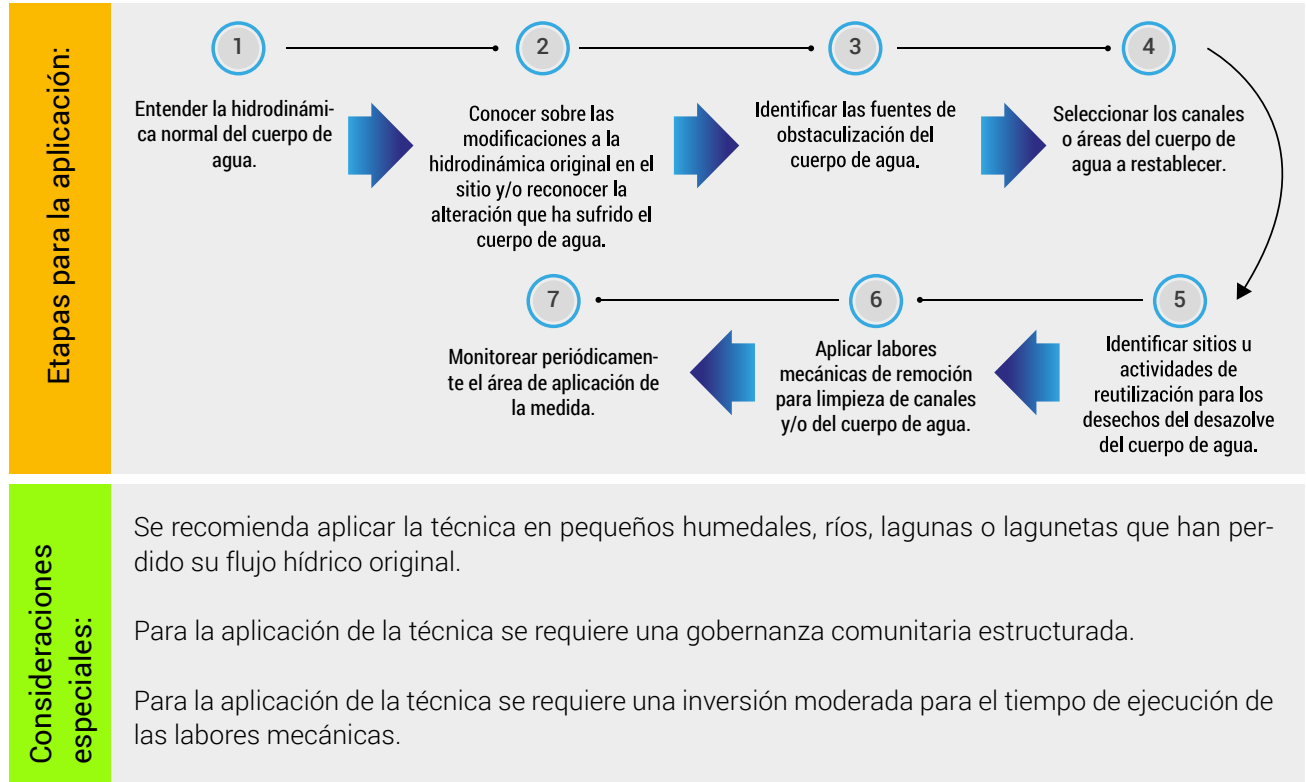 Etapas para la aplicación:
1
Entender la hidrodinámi-
ca normal del cuerpo de
agua.
2
Conocer sobre las
modificaciones a la
hidrodinámica original en el
sitio y/o reconocer la
alteración que ha sufrido el
cuerpo de agua.
3
Identificar las fuentes de
obstaculización del
cuerpo de agua.
4
Seleccionar los canales
o áreas del cuerpo de
agua a restablecer.
5
Identificar sitios u
actividades de
reutilización para los
desechos del desazolve
del cuerpo de agua.
6
Aplicar labores
mecánicas de remoción
para limpieza de canales
y/o del cuerpo de agua.
7
Monitorear periódicamen-
te el área de aplicación de
la medida.
Consideraciones
especiales:
Se recomienda aplicar la técnica en pequeños humedales, ríos, lagunas o lagunetas que han per-
dido su flujo hídrico original.
Para la aplicación de la técnica se requiere una gobernanza comunitaria estructurada.
Para la aplicación de la técnica se requiere una inversión moderada para el tiempo de ejecución de
las labores mecánicas.